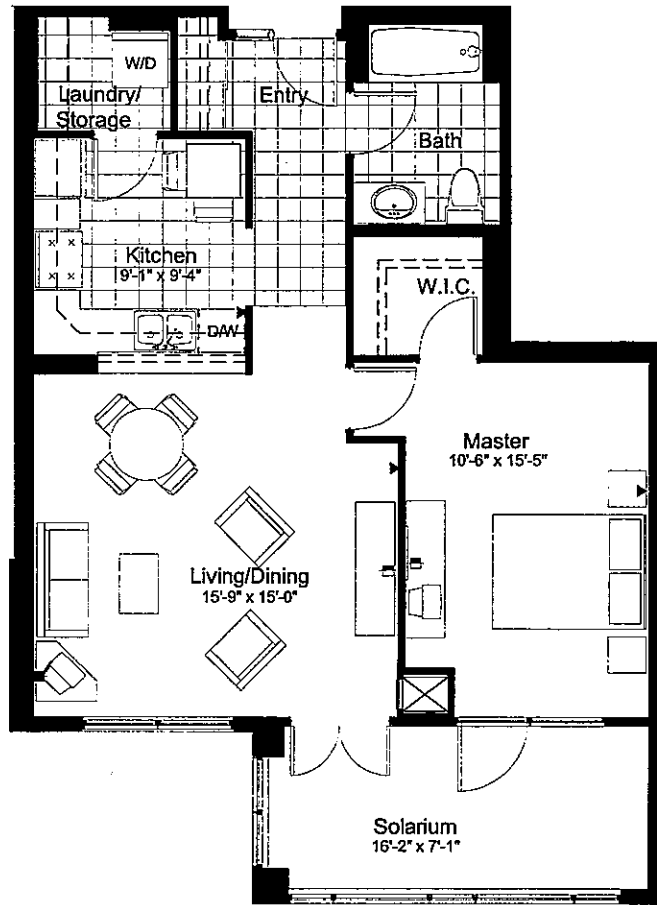 W/D
Laundry/
Storage
Entry
Bath
Kitchen
9'-1" x 9'-4"
W.I.C.
D/W
Master
10'-6" x 15'-5"
Living/Dining
15'-9" x 15'-0"
Solarium
16'-2" x 7'-1"